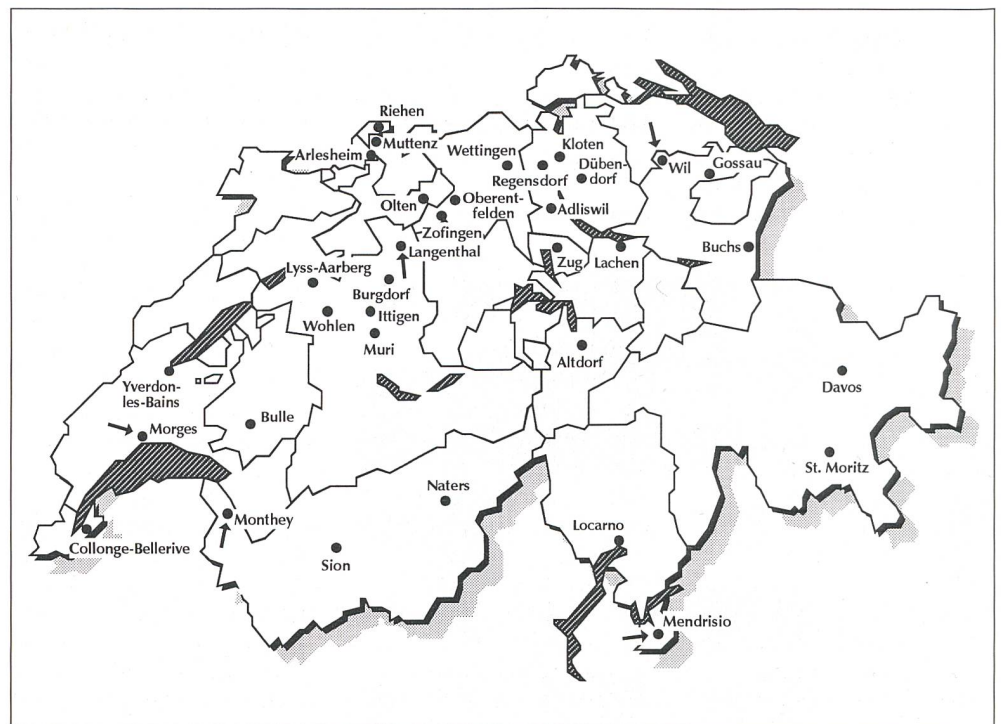 Riehen
Muttenz
Arlesheim
Wettingen
Kloten
Regensdorf
Düben-
dorf
Wil
Gossau
Olten
Oberent-
felden
Zofingen
Adliswil
Langenthal
Zug
Lachen
Buchs
Lyss-Aarberg
Burgdorf
Wohlen
Ittigen
Muri
Altdorf
Yverdon-
les-Bains
Davos
Bulle
Morges
St. Moritz
Naters
Monthey
Locarno
Collonge-Bellerive
Sion
Mendrisio